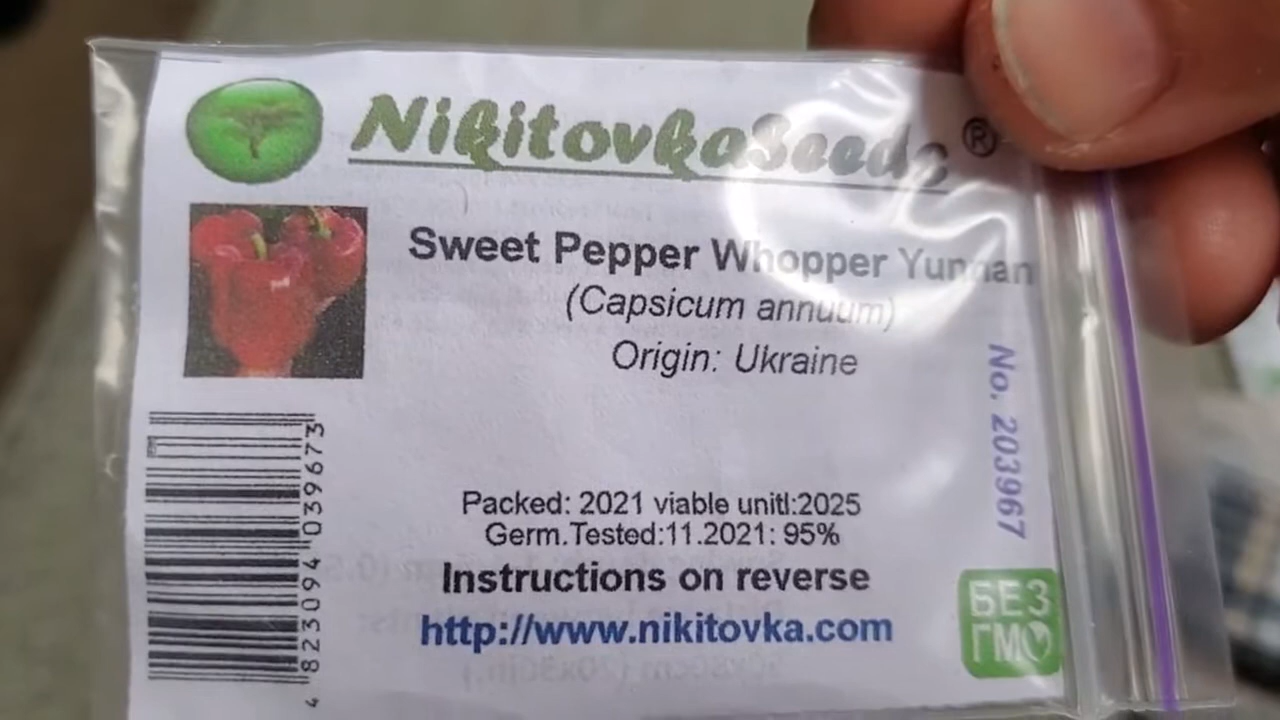 NikitovkaSeeds®
Sweet Pepper Whopper Yunnan
(Capsicum annuum)
Origin: Ukraine
No. 203967
4 823094 039673
Packed: 2021 viable unitl:2025
Germ.Tested:11.2021: 95%
Instructions on reverse
http://www.nikitovka.com
БЕЗ
ГМО